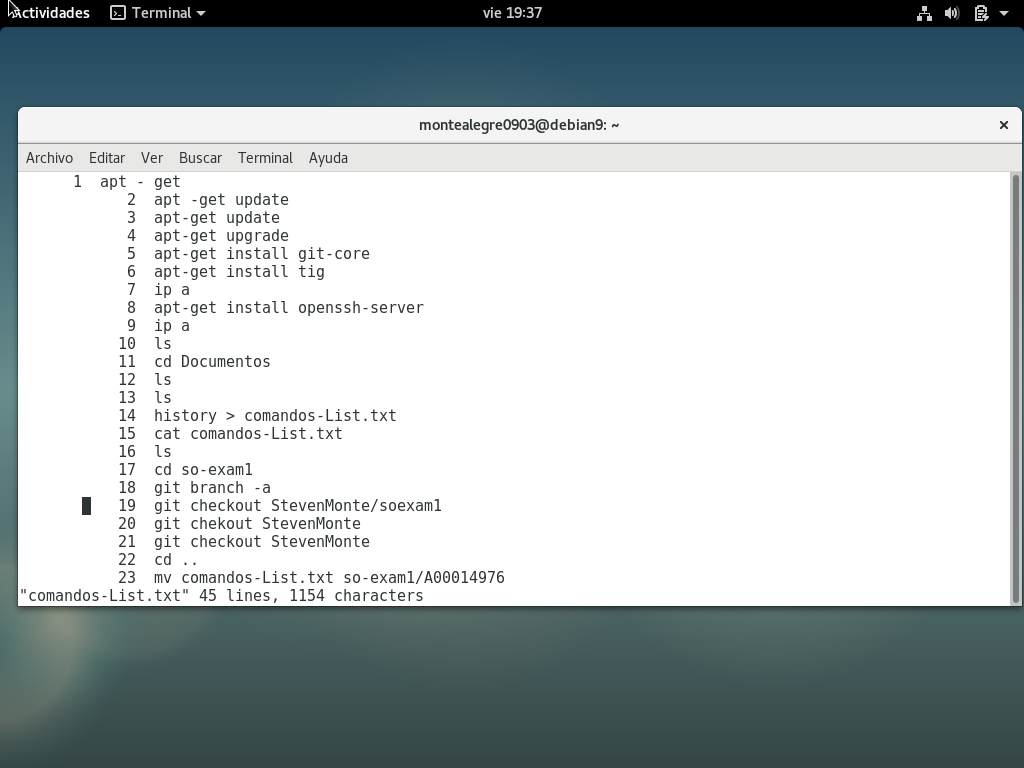 Actividades Terminal vie 19:37
montealegre0903@debian9: ~
Archivo Editar Ver Buscar Terminal Ayuda
1 apt - get
2 apt -get update
3 apt-get update
4 apt-get upgrade
5 apt-get install git-core
6 apt-get install tig
7 ip a
8 apt-get install openssh-server
9 ip a
10 ls
11 cd Documentos
12 ls
13 ls
14 history > comandos-List.txt
15 cat comandos-List.txt
16 ls
17 cd so-exam1
18 git branch -a
19 git checkout StevenMonte/soexam1
20 git chekout StevenMonte
21 git checkout StevenMonte
22 cd ..
23 mv comandos-List.txt so-exam1/A00014976
"comandos-List.txt" 45 lines, 1154 characters